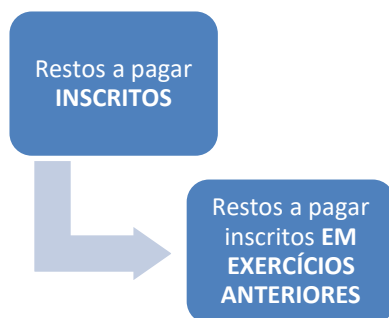 Restos a pagar
INSCRITOS
Restos a pagar
inscritos EM
EXERCÍCIOS
ANTERIORES